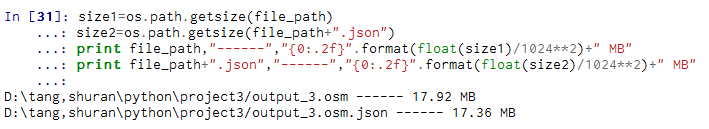 In [31]: size1=os.path.getsize(file_path)
...: size2=os.path.getsize(file_path+".json")
...: print file_path,"------","{0:.2f}".format(float(size1)/1024**2)+" MB"
...: print file_path+".json","------","{0:.2f}".format(float(size2)/1024**2)+" MB"
...:
D:\tang,shuran\python\project3/output_3.osm ------ 17.92 MB
D:\tang,shuran\python\project3/output_3.osm.json ------ 17.36 MB